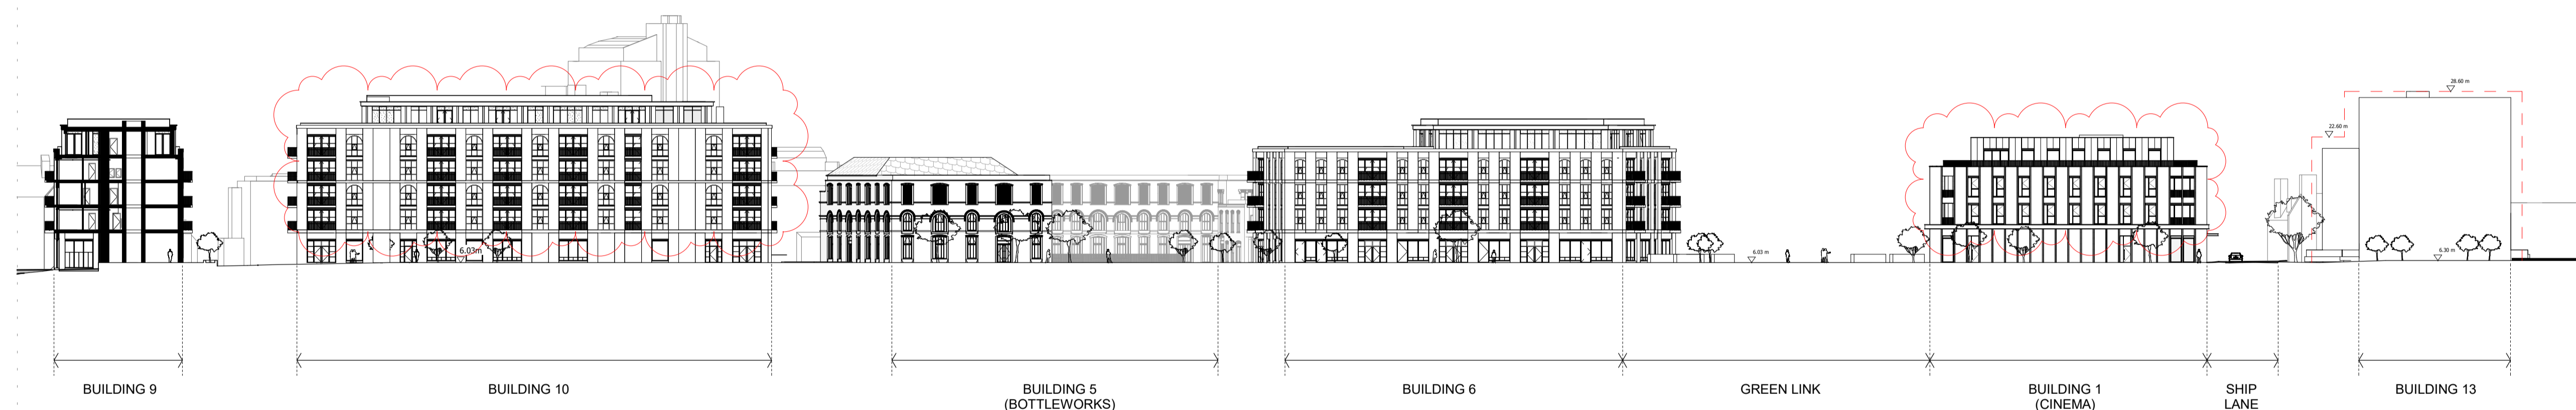 28.60 m
22.60 m
6.03m
6.03 m
6.30 m
BUILDING 9
BUILDING 10
BUILDING 5
(BOTTLEWORKS)
BUILDING 6
GREEN LINK
BUILDING 1
(CINEMA)
SHIP
LANE
BUILDING 13